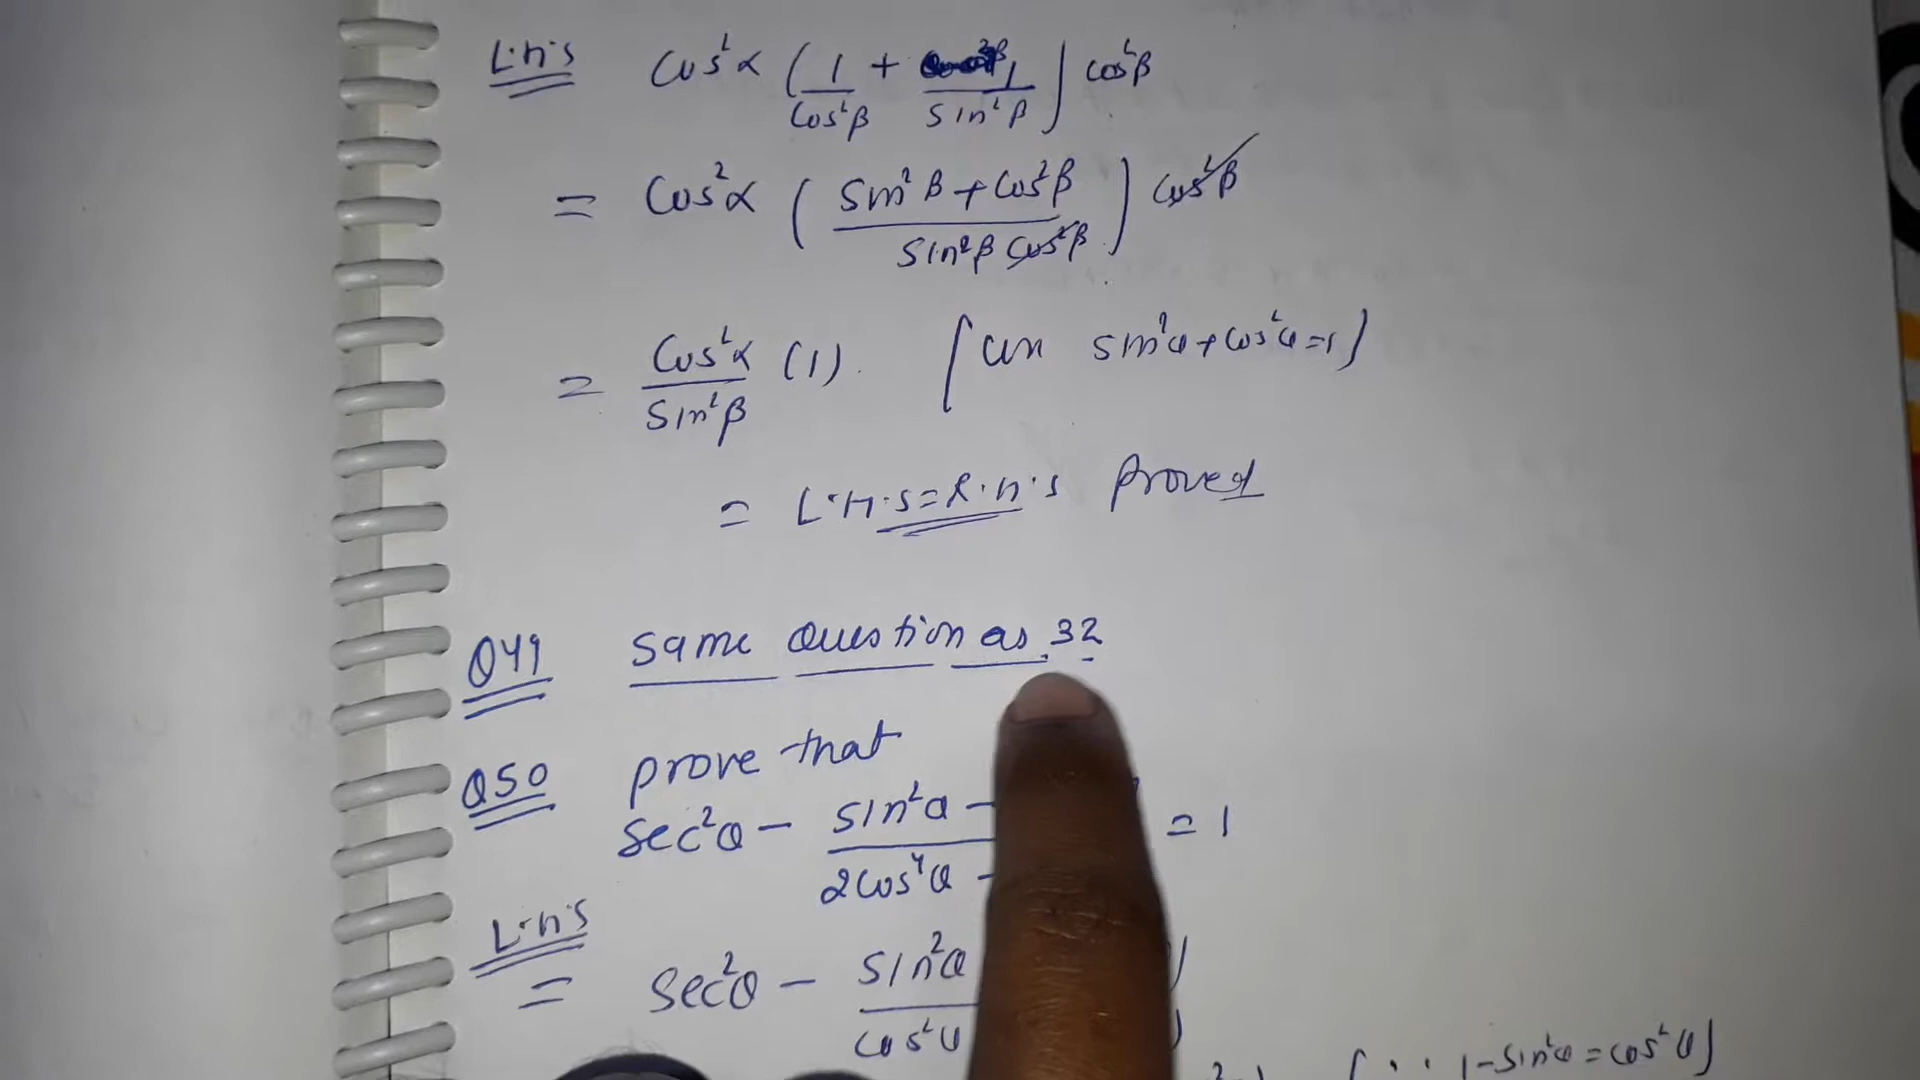 L.H.S cos²α (1/cos²β + 1/sin²β) cos²β
= cos²α (sin²β + cos²β / sin²β cos²β) cos²β
= cos²α/sin²β (1). [ sin²θ + cos²θ = 1]
= L.H.S = R.H.S proved
Q49 Same question as 32
Q50 prove that
sec²θ - sin²θ - / 2cos⁴θ - = 1
L.H.S
= sec²θ - sin²θ / cos²θ
[∵ 1 - sin²θ = cos²θ]